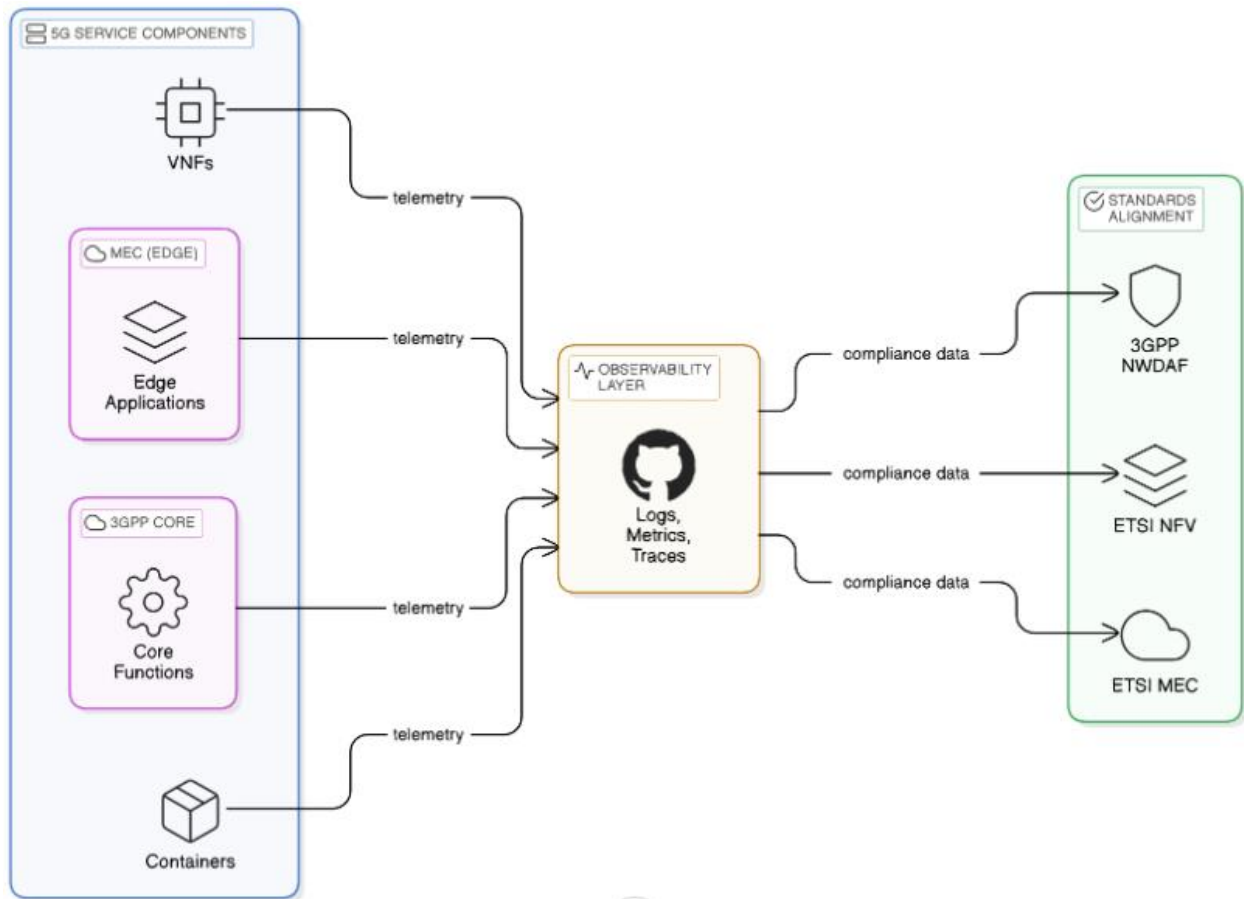 5G SERVICE COMPONENTS
VNFs
telemetry
MEC (EDGE)
Edge
Applications
telemetry
3GPP CORE
Core
Functions
telemetry
Containers
telemetry
OBSERVABILITY
LAYER
Logs,
Metrics,
Traces
compliance data
compliance data
compliance data
STANDARDS
ALIGNMENT
3GPP
NWDAF
ETSI NFV
ETSI MEC